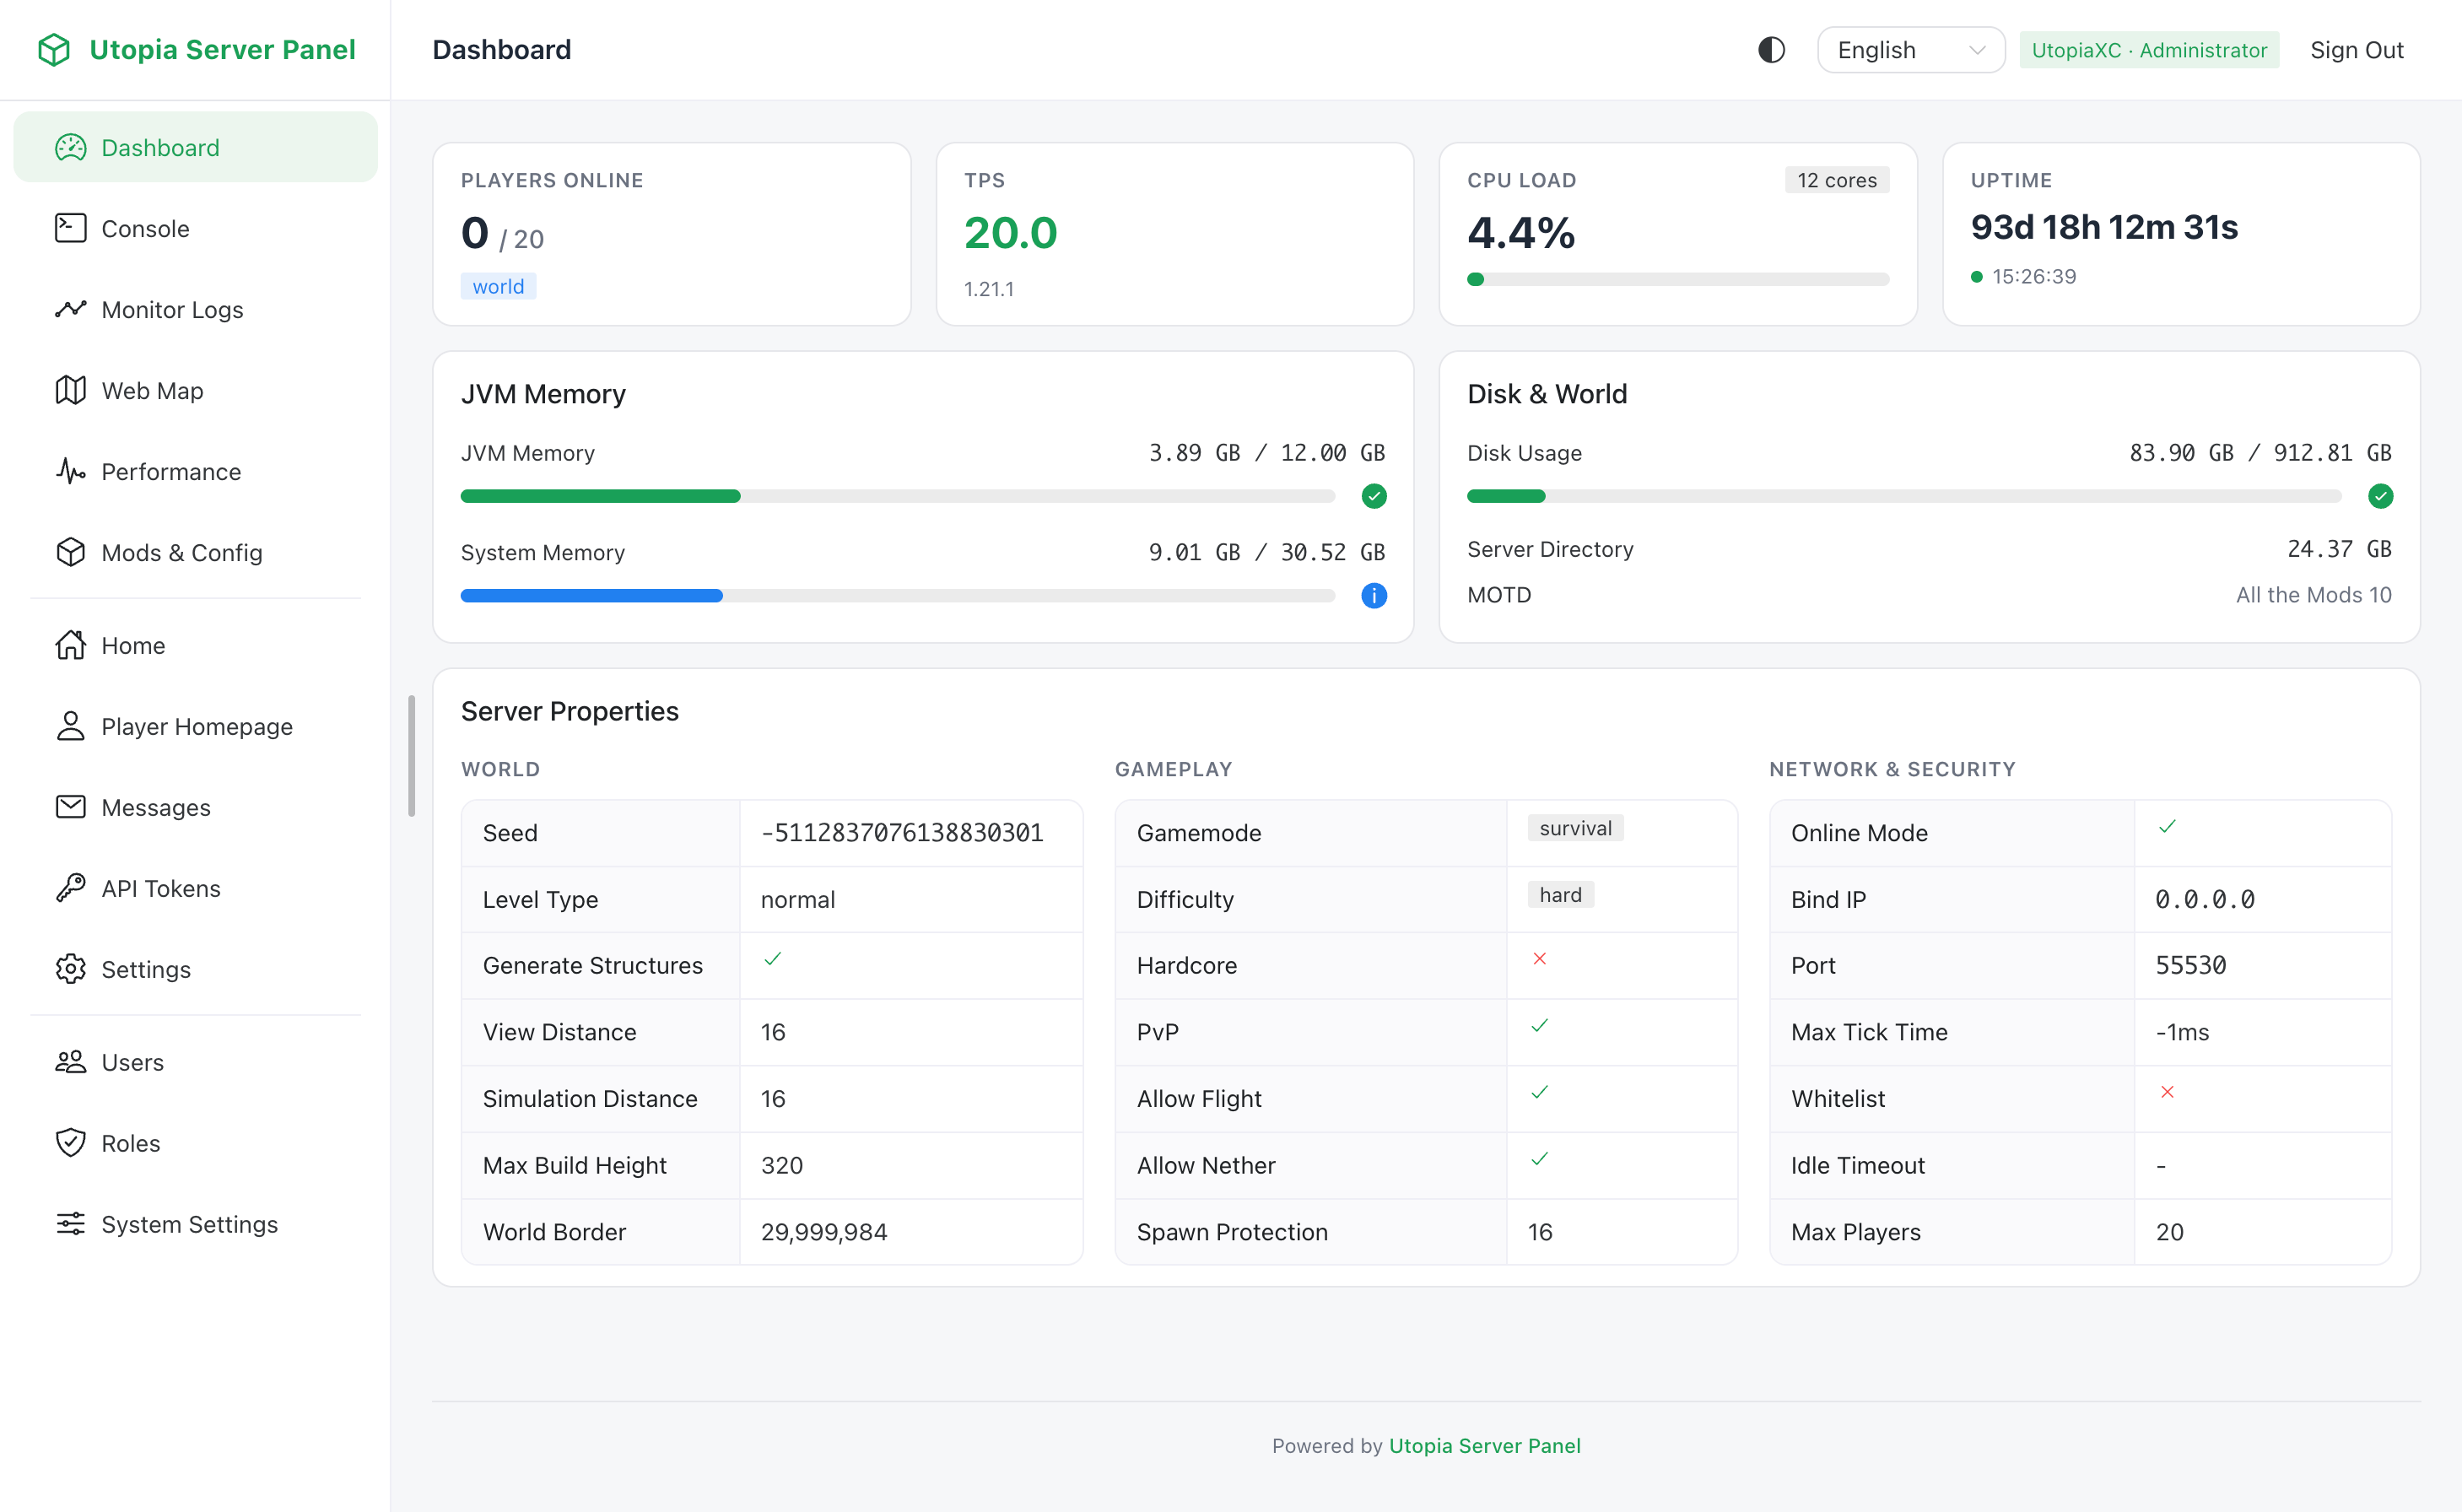 Utopia Server Panel
Dashboard
English
UtopiaXC · Administrator
Sign Out
Dashboard
Console
Monitor Logs
Web Map
Performance
Mods & Config
Home
Player Homepage
Messages
API Tokens
Settings
Users
Roles
System Settings
PLAYERS ONLINE
0 / 20
world
TPS
20.0
1.21.1
CPU LOAD
12 cores
4.4%
UPTIME
93d 18h 12m 31s
15:26:39
JVM Memory
JVM Memory 3.89 GB / 12.00 GB
System Memory 9.01 GB / 30.52 GB
Disk & World
Disk Usage 83.90 GB / 912.81 GB
Server Directory 24.37 GB
MOTD All the Mods 10
Server Properties
WORLD
Seed -5112837076138830301
Level Type normal
Generate Structures
View Distance 16
Simulation Distance 16
Max Build Height 320
World Border 29,999,984
GAMEPLAY
Gamemode survival
Difficulty hard
Hardcore
PvP
Allow Flight
Allow Nether
Spawn Protection 16
NETWORK & SECURITY
Online Mode
Bind IP 0.0.0.0
Port 55530
Max Tick Time -1ms
Whitelist
Idle Timeout -
Max Players 20
Powered by Utopia Server Panel